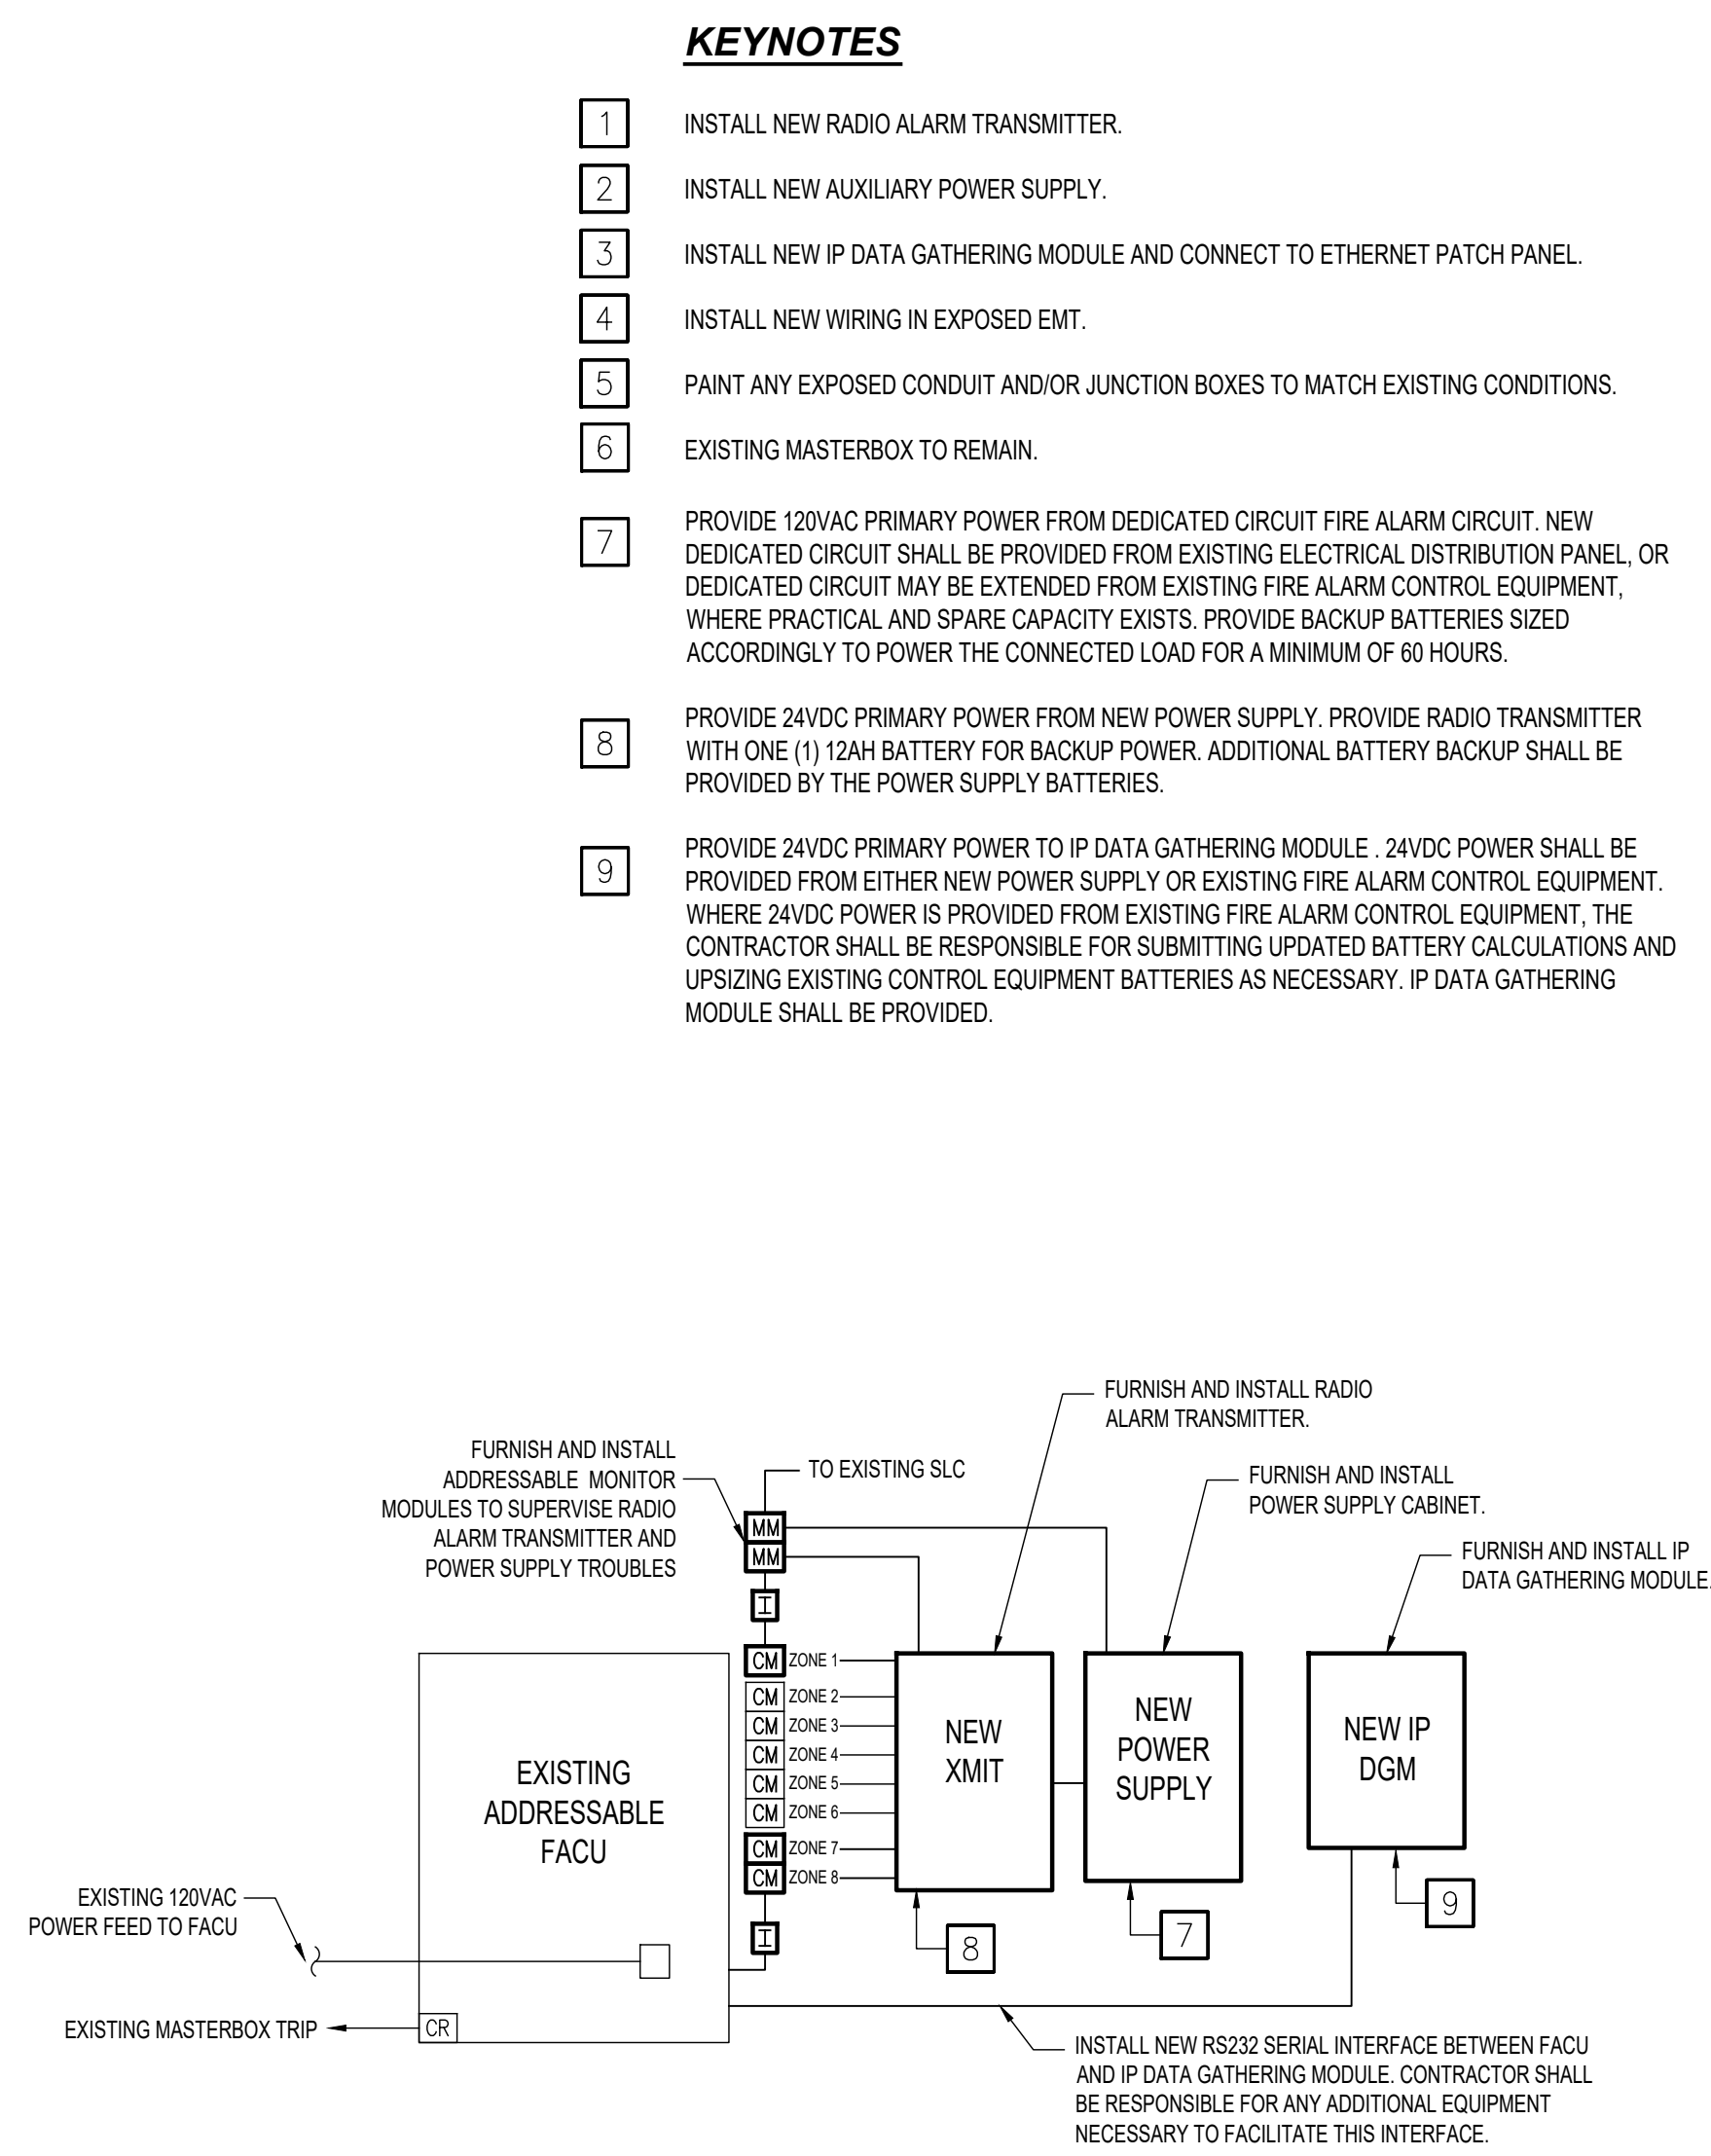 KEYNOTES
1 INSTALL NEW RADIO ALARM TRANSMITTER.
2 INSTALL NEW AUXILIARY POWER SUPPLY.
3 INSTALL NEW IP DATA GATHERING MODULE AND CONNECT TO ETHERNET PATCH PANEL.
4 INSTALL NEW WIRING IN EXPOSED EMT.
5 PAINT ANY EXPOSED CONDUIT AND/OR JUNCTION BOXES TO MATCH EXISTING CONDITIONS.
6 EXISTING MASTERBOX TO REMAIN.
7 PROVIDE 120VAC PRIMARY POWER FROM DEDICATED CIRCUIT FIRE ALARM CIRCUIT. NEW
DEDICATED CIRCUIT SHALL BE PROVIDED FROM EXISTING ELECTRICAL DISTRIBUTION PANEL, OR
DEDICATED CIRCUIT MAY BE EXTENDED FROM EXISTING FIRE ALARM CONTROL EQUIPMENT,
WHERE PRACTICAL AND SPARE CAPACITY EXISTS. PROVIDE BACKUP BATTERIES SIZED
ACCORDINGLY TO POWER THE CONNECTED LOAD FOR A MINIMUM OF 60 HOURS.
8 PROVIDE 24VDC PRIMARY POWER FROM NEW POWER SUPPLY. PROVIDE RADIO TRANSMITTER
WITH ONE (1) 12AH BATTERY FOR BACKUP POWER. ADDITIONAL BATTERY BACKUP SHALL BE
PROVIDED BY THE POWER SUPPLY BATTERIES.
9 PROVIDE 24VDC PRIMARY POWER TO IP DATA GATHERING MODULE . 24VDC POWER SHALL BE
PROVIDED FROM EITHER NEW POWER SUPPLY OR EXISTING FIRE ALARM CONTROL EQUIPMENT.
WHERE 24VDC POWER IS PROVIDED FROM EXISTING FIRE ALARM CONTROL EQUIPMENT, THE
CONTRACTOR SHALL BE RESPONSIBLE FOR SUBMITTING UPDATED BATTERY CALCULATIONS AND
UPSIZING EXISTING CONTROL EQUIPMENT BATTERIES AS NECESSARY. IP DATA GATHERING
MODULE SHALL BE PROVIDED.
FURNISH AND INSTALL RADIO
ALARM TRANSMITTER.
FURNISH AND INSTALL
ADDRESSABLE MONITOR
MODULES TO SUPERVISE RADIO
ALARM TRANSMITTER AND
POWER SUPPLY TROUBLES
TO EXISTING SLC
FURNISH AND INSTALL
POWER SUPPLY CABINET.
FURNISH AND INSTALL IP
DATA GATHERING MODULE.
MM
MM
I
CM ZONE 1
CM ZONE 2
CM ZONE 3
CM ZONE 4
CM ZONE 5
CM ZONE 6
CM ZONE 7
CM ZONE 8
I
EXISTING
ADDRESSABLE
FACU
NEW
XMIT
NEW
POWER
SUPPLY
NEW IP
DGM
8
7
9
EXISTING 120VAC
POWER FEED TO FACU
EXISTING MASTERBOX TRIP
CR
INSTALL NEW RS232 SERIAL INTERFACE BETWEEN FACU
AND IP DATA GATHERING MODULE. CONTRACTOR SHALL
BE RESPONSIBLE FOR ANY ADDITIONAL EQUIPMENT
NECESSARY TO FACILITATE THIS INTERFACE.